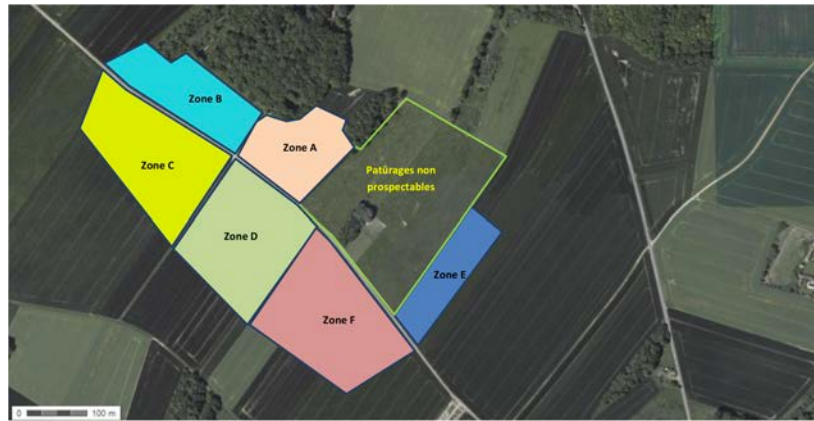 Zone B
Zone A
Zone C
Patûrages non
prospectables
Zone D
Zone E
Zone F
0 100 m